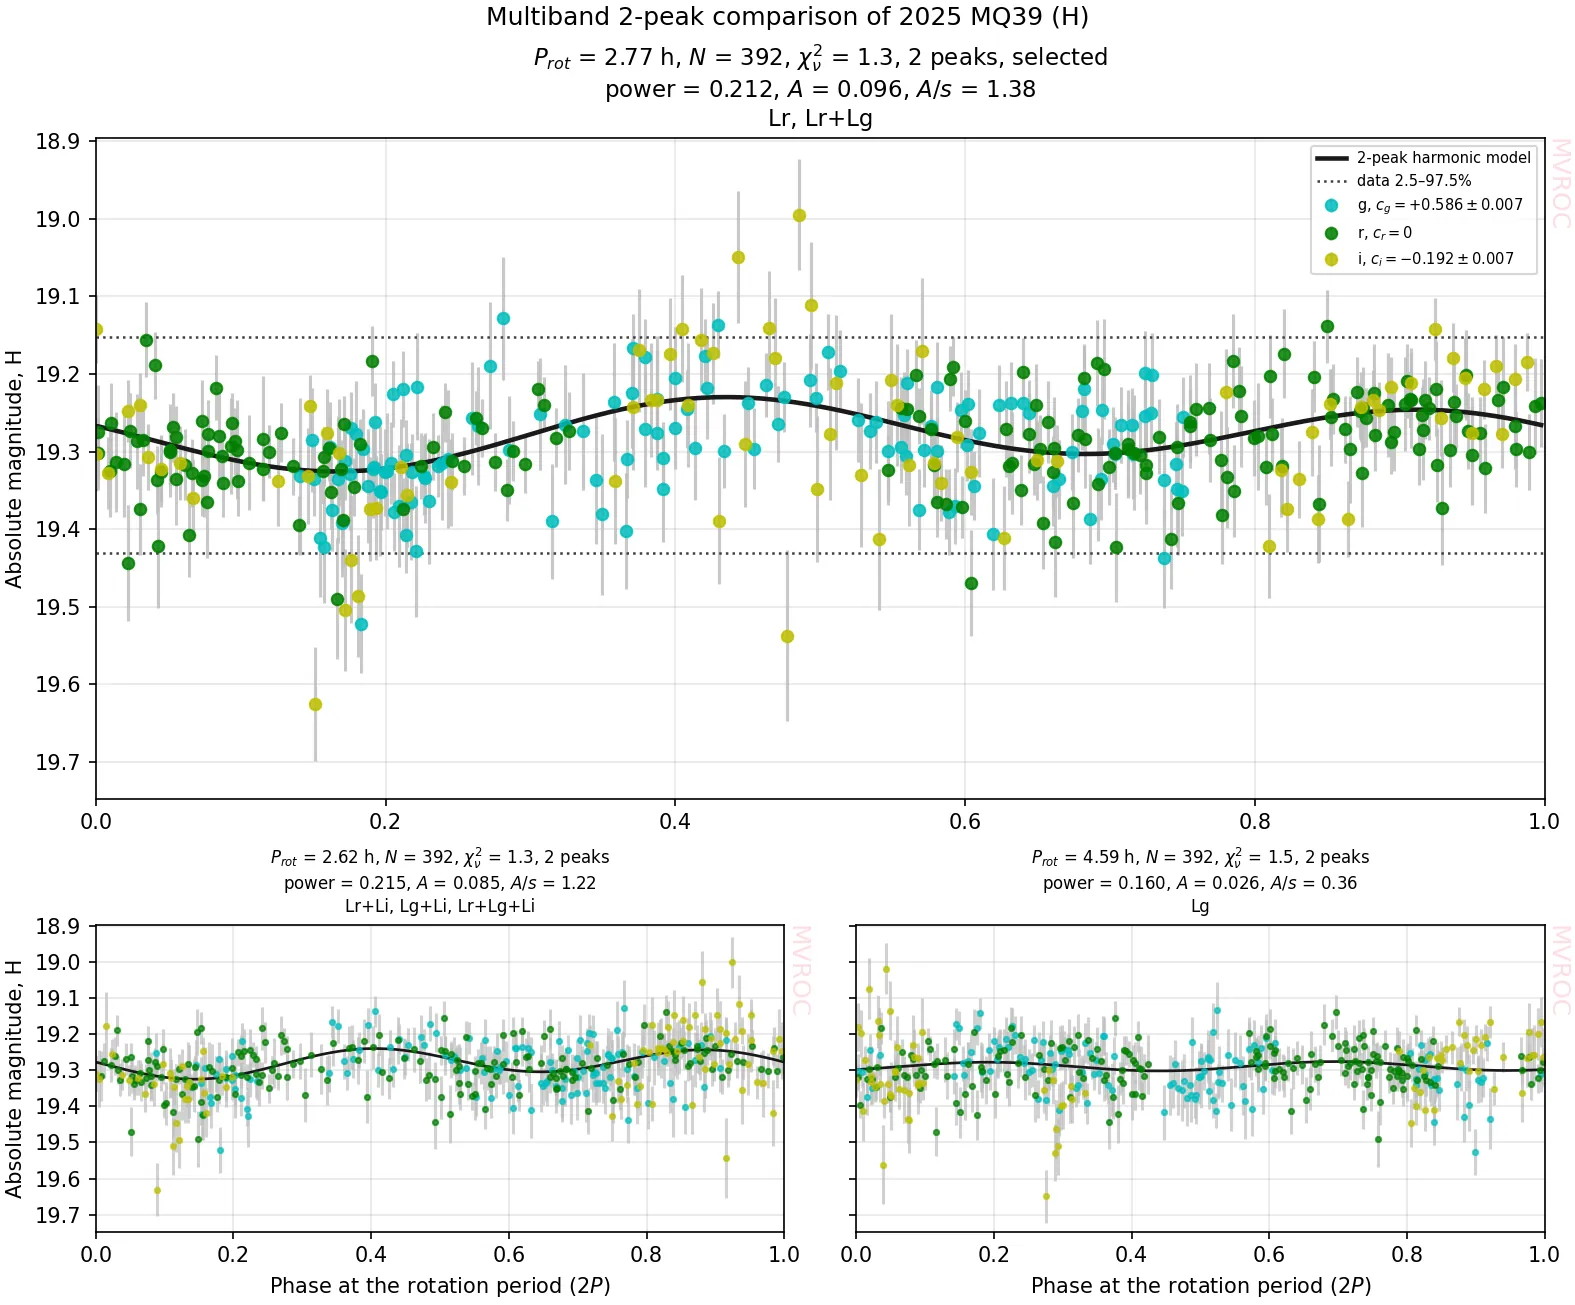 Multiband 2-peak comparison of 2025 MQ39 (H)
P_rot = 2.77 h, N = 392, χ²_ν = 1.3, 2 peaks, selected
power = 0.212, A = 0.096, A/s = 1.38
Lr, Lr+Lg
18.9
19.0
19.1
19.2
19.3
19.4
19.5
19.6
19.7
Absolute magnitude, H
2-peak harmonic model
data 2.5–97.5%
g, c_g = +0.586 ± 0.007
r, c_r = 0
i, c_i = −0.192 ± 0.007
MVROC
0.0 0.2 0.4 0.6 0.8 1.0
P_rot = 2.62 h, N = 392, χ²_ν = 1.3, 2 peaks
power = 0.215, A = 0.085, A/s = 1.22
Lr+Li, Lg+Li, Lr+Lg+Li
18.9
19.0
19.1
19.2
19.3
19.4
19.5
19.6
19.7
Absolute magnitude, H
MVROC
0.0 0.2 0.4 0.6 0.8 1.0
Phase at the rotation period (2P)
P_rot = 4.59 h, N = 392, χ²_ν = 1.5, 2 peaks
power = 0.160, A = 0.026, A/s = 0.36
Lg
MVROC
0.0 0.2 0.4 0.6 0.8 1.0
Phase at the rotation period (2P)